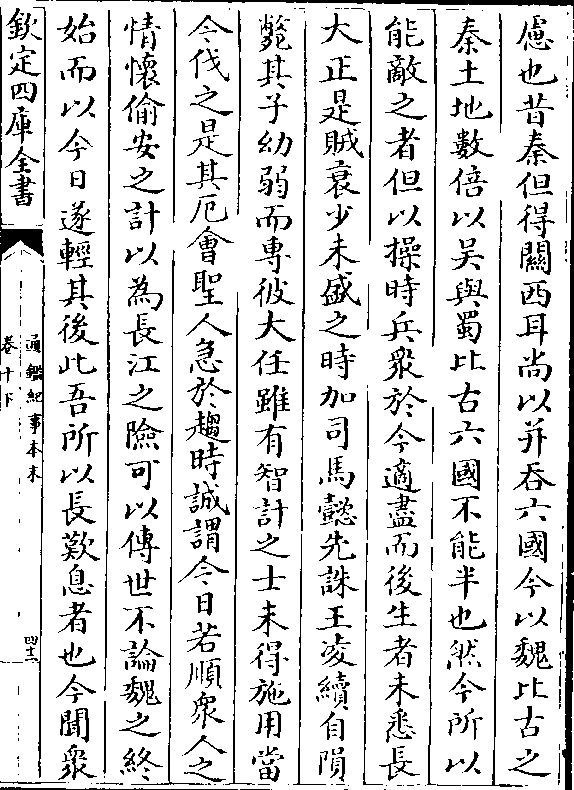 慮也昔秦但得關西耳尚以并吞六國今以魏比古之
秦土地數倍以吴與蜀比古六國不能半也然今所以
能敵之者但以操時兵衆於今適盡而後生者未悉長
大正是賊衰少未盛之時加司馬懿先誅王凌續自隕
斃其子幼弱而專彼大任雖有智計之士未得施用當
今伐之是其厄㑹聖人急於趨時誠謂今日若順衆人之
情懷偷安之計以為長江之險可以傳世不論魏之終
始而以今日遂輕其後此吾所以長歎息者也今聞衆
欽定四庫全書
通鑑紀事本末
卷十下
四十二